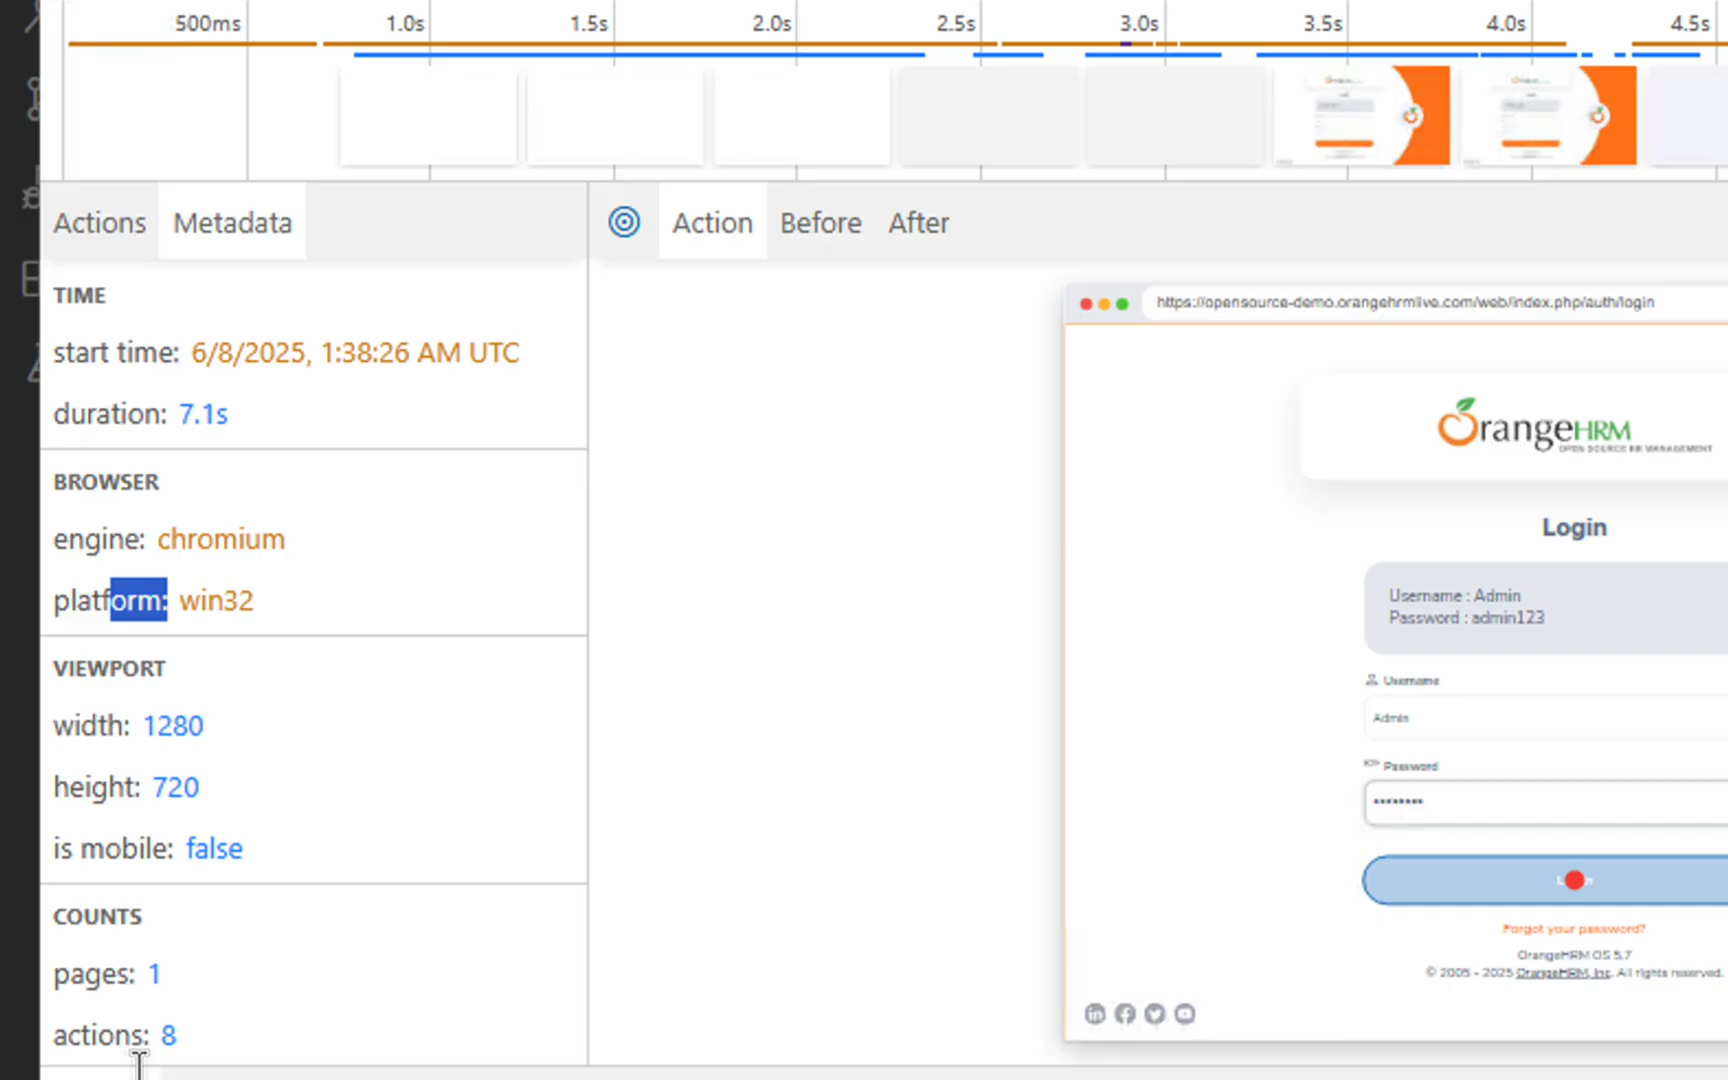 500ms 1.0s 1.5s 2.0s 2.5s 3.0s 3.5s 4.0s 4.5s
Actions Metadata
Action Before After
TIME
start time: 6/8/2025, 1:38:26 AM UTC
duration: 7.1s
BROWSER
engine: chromium
platform: win32
VIEWPORT
width: 1280
height: 720
is mobile: false
COUNTS
pages: 1
actions: 8
https://opensource-demo.orangehrmlive.com/web/index.php/auth/login
OrangeHRM
OPEN SOURCE HR MANAGEMENT
Login
Username : Admin
Password : admin123
Username
Admin
Password
Forgot your password?
OrangeHRM OS 5.7
© 2005 - 2025 OrangeHRM, Inc. All rights reserved.